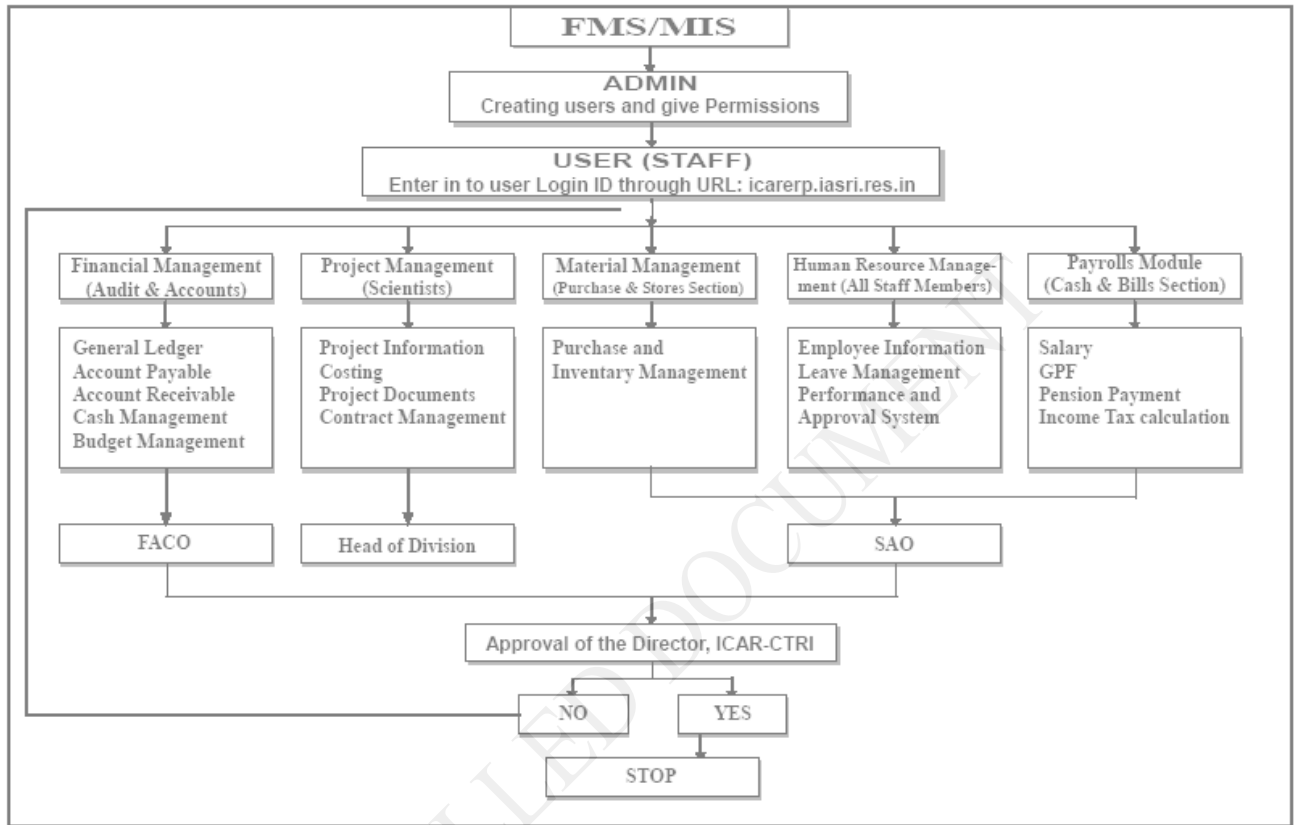 FMS/MIS
ADMIN
Creating users and give Permissions
USER (STAFF)
Enter in to user Login ID through URL: icarerp.iasri.res.in
Financial Management
(Audit & Accounts)
Project Management
(Scientists)
Material Management
(Purchase & Stores Section)
Human Resource Manage-
ment (All Staff Members)
Payrolls Module
(Cash & Bills Section)
General Ledger
Account Payable
Account Receivable
Cash Management
Budget Management
Project Information
Costing
Project Documents
Contract Management
Purchase and
Inventary Management
Employee Information
Leave Management
Performance and
Approval System
Salary
GPF
Pension Payment
Income Tax calculation
FACO
Head of Division
SAO
Approval of the Director, ICAR-CTRI
NO
YES
STOP
LLED DOCUMENT